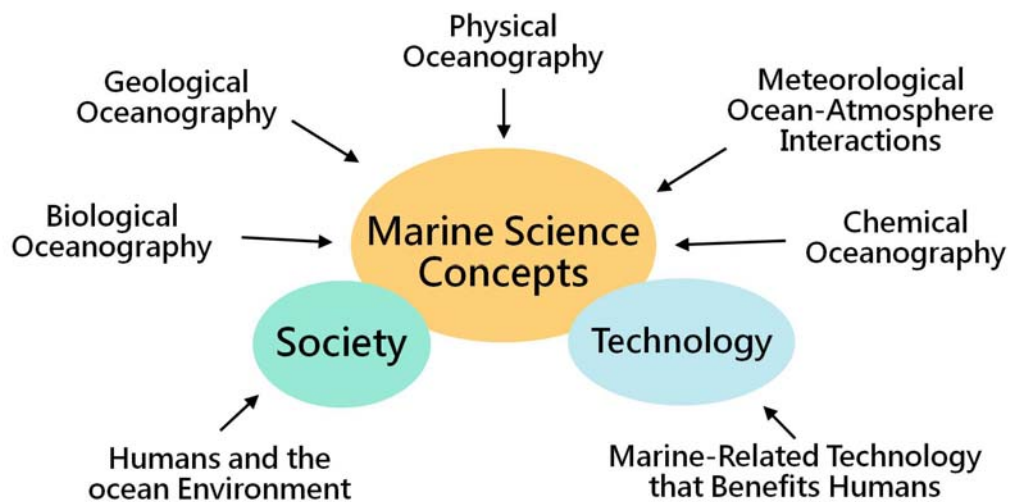 Physical
Oceanography
Geological
Oceanography
Meteorological
Ocean-Atmosphere
Interactions
Biological
Oceanography
Marine Science
Concepts
Chemical
Oceanography
Society
Technology
Humans and the
ocean Environment
Marine-Related Technology
that Benefits Humans